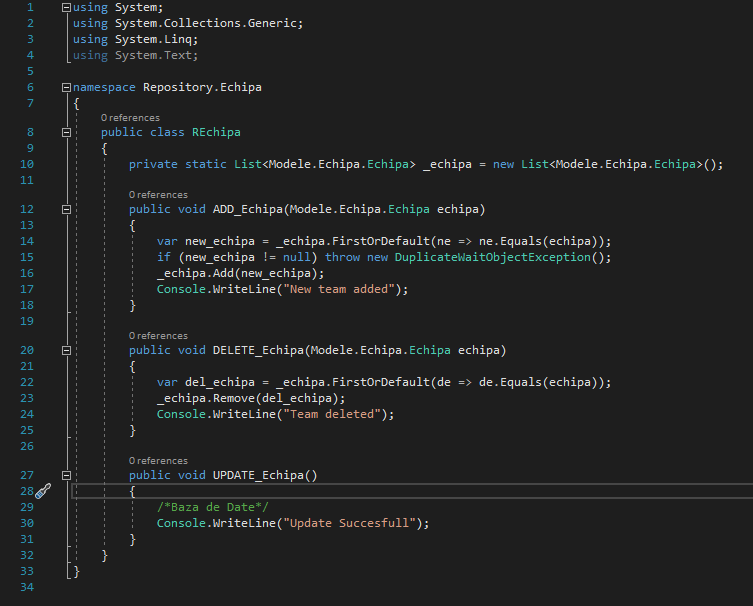 1 using System;
2 using System.Collections.Generic;
3 using System.Linq;
4 using System.Text;
5
6 namespace Repository.Echipa
7 {
0 references
8 public class REchipa
9 {
10 private static List<Modele.Echipa.Echipa> _echipa = new List<Modele.Echipa.Echipa>();
11
0 references
12 public void ADD_Echipa(Modele.Echipa.Echipa echipa)
13 {
14 var new_echipa = _echipa.FirstOrDefault(ne => ne.Equals(echipa));
15 if (new_echipa != null) throw new DuplicateWaitObjectException();
16 _echipa.Add(new_echipa);
17 Console.WriteLine("New team added");
18 }
19
0 references
20 public void DELETE_Echipa(Modele.Echipa.Echipa echipa)
21 {
22 var del_echipa = _echipa.FirstOrDefault(de => de.Equals(echipa));
23 _echipa.Remove(del_echipa);
24 Console.WriteLine("Team deleted");
25 }
26
0 references
27 public void UPDATE_Echipa()
28 {
29 /*Baza de Date*/
30 Console.WriteLine("Update Succesfull");
31 }
32 }
33 }
34